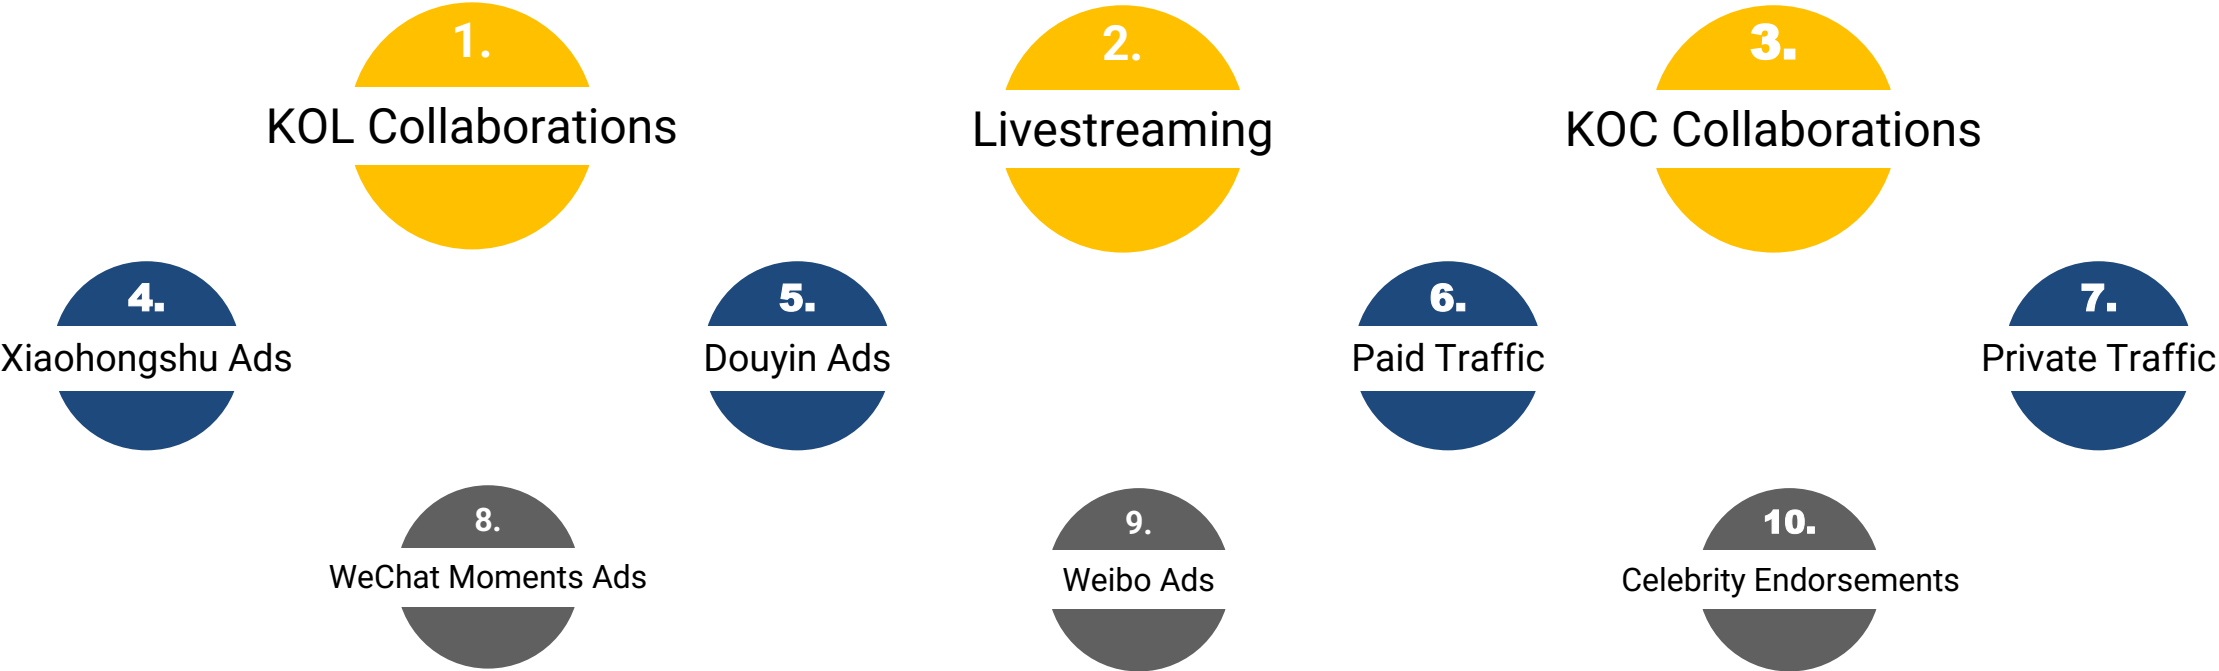 1.
KOL Collaborations
2.
Livestreaming
3.
KOC Collaborations
4.
Xiaohongshu Ads
5.
Douyin Ads
6.
Paid Traffic
7.
Private Traffic
8.
WeChat Moments Ads
9.
Weibo Ads
10.
Celebrity Endorsements